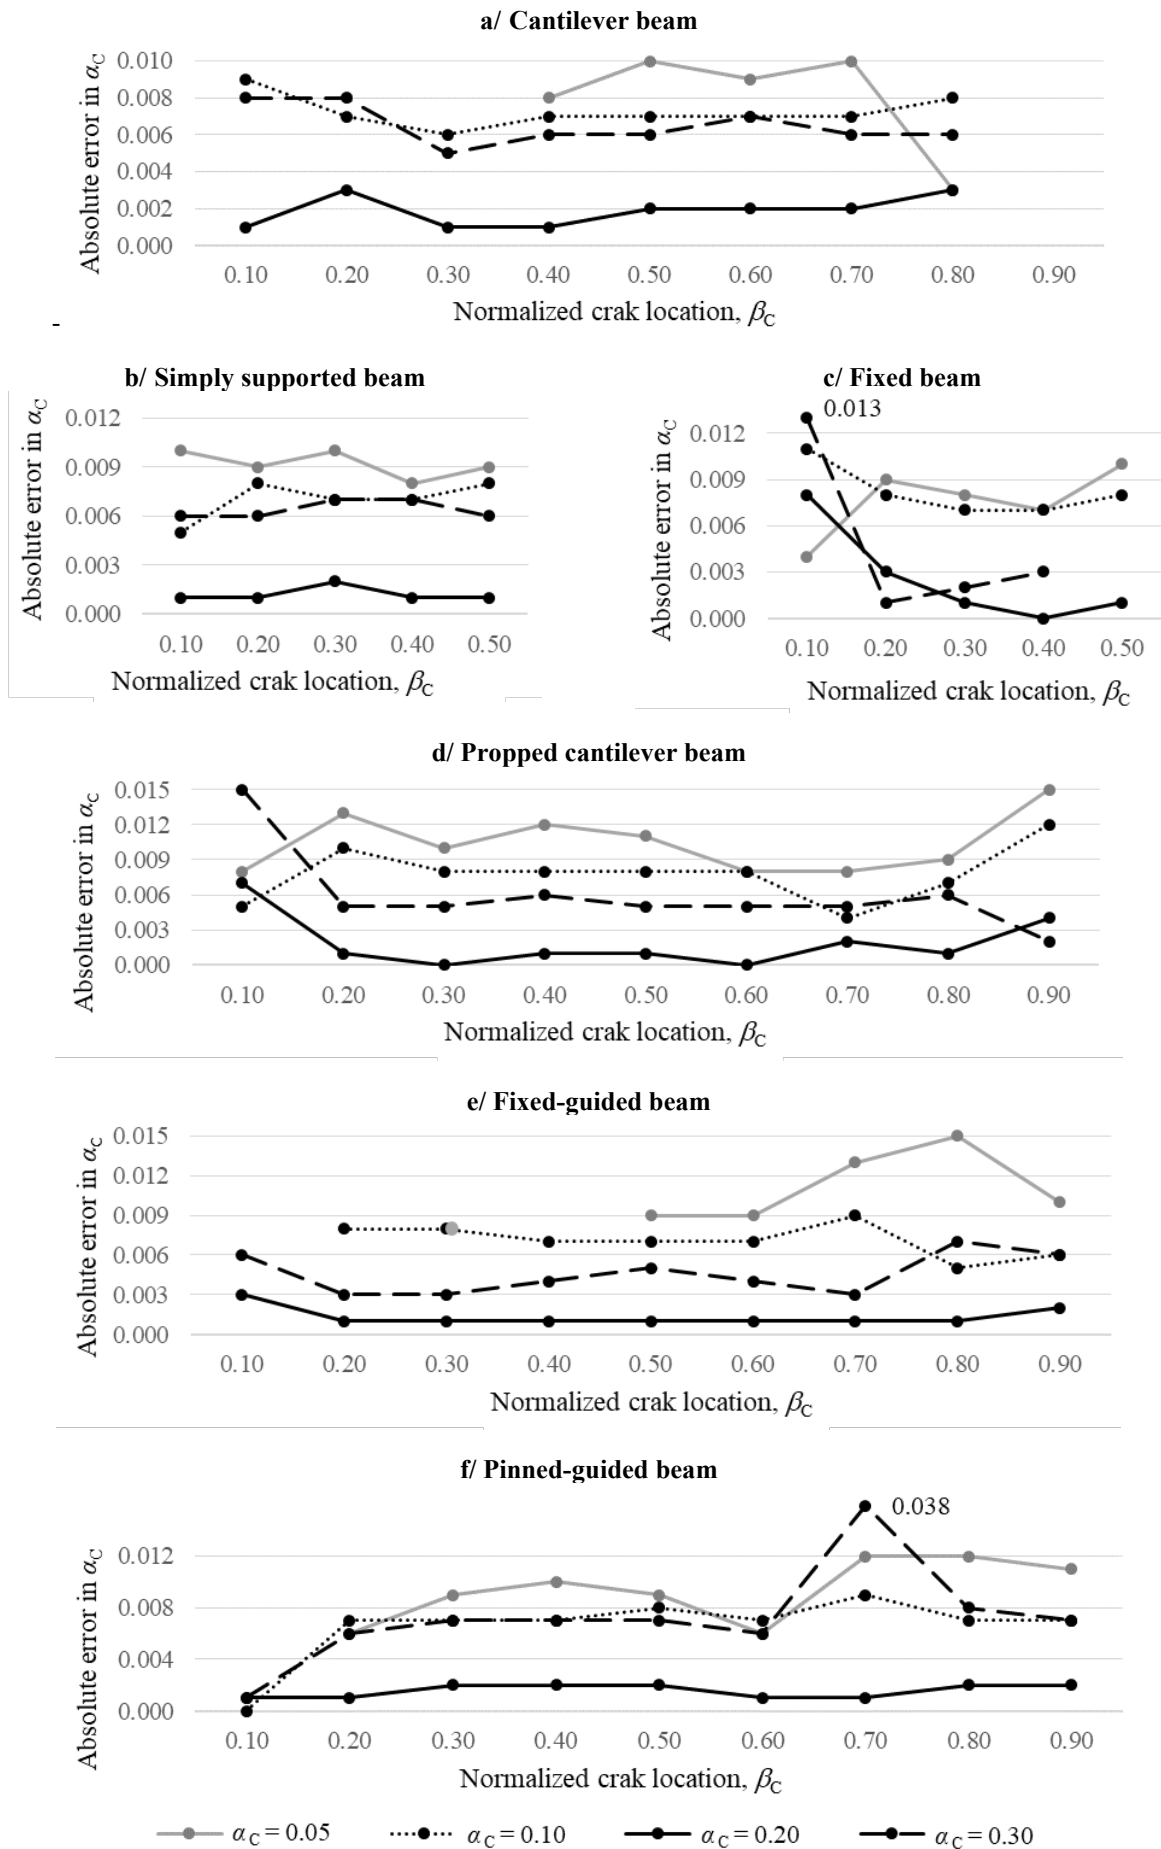 a/ Cantilever beam
Absolute error in αC
0.010
0.008
0.006
0.004
0.002
0.000
0.10 0.20 0.30 0.40 0.50 0.60 0.70 0.80 0.90
Normalized crak location, βC
-
b/ Simply supported beam
Absolute error in αC
0.012
0.009
0.006
0.003
0.000
0.10 0.20 0.30 0.40 0.50
Normalized crak location, βC
c/ Fixed beam
0.013
Absolute error in αC
0.012
0.009
0.006
0.003
0.000
0.10 0.20 0.30 0.40 0.50
Normalized crak location, βC
d/ Propped cantilever beam
Absolute error in αC
0.015
0.012
0.009
0.006
0.003
0.000
0.10 0.20 0.30 0.40 0.50 0.60 0.70 0.80 0.90
Normalized crak location, βC
e/ Fixed-guided beam
Absolute error in αC
0.015
0.012
0.009
0.006
0.003
0.000
0.10 0.20 0.30 0.40 0.50 0.60 0.70 0.80 0.90
Normalized crak location, βC
f/ Pinned-guided beam
0.038
Absolute error in αC
0.012
0.008
0.004
0.000
0.10 0.20 0.30 0.40 0.50 0.60 0.70 0.80 0.90
Normalized crak location, βC
αC = 0.05 αC = 0.10 αC = 0.20 αC = 0.30